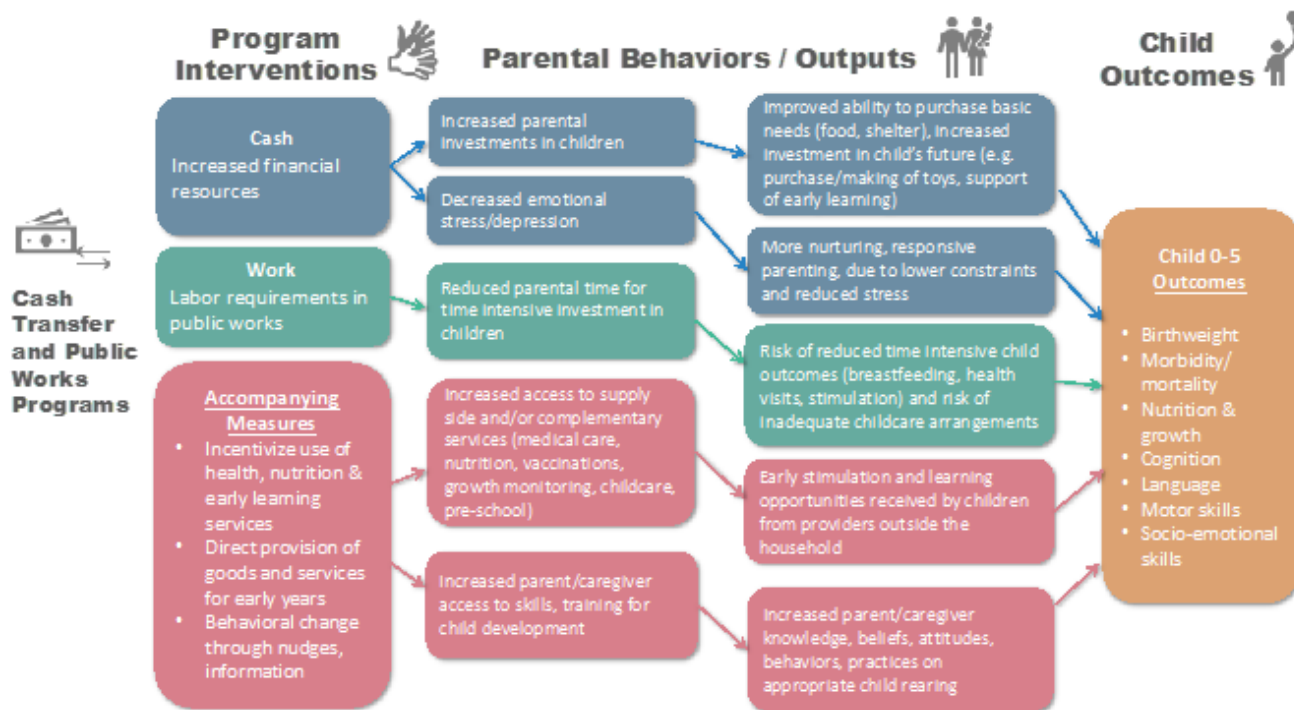 Program
Interventions
Parental Behaviors / Outputs
Child
Outcomes
Cash
Transfer
and Public
Works
Programs
Cash
Increased financial
resources
Work
Labor requirements in
public works
Accompanying
Measures
• Incentivize use of
health, nutrition &
early learning
services
• Direct provision of
goods and services
for early years
• Behavioral change
through nudges,
information
Increased parental
investments in children
Decreased emotional
stress/depression
Reduced parental time for
time intensive investment in
children
Increased access to supply
side and/or complementary
services (medical care,
nutrition, vaccinations,
growth monitoring, childcare,
pre-school)
Increased parent/caregiver
access to skills, training for
child development
Improved ability to purchase basic
needs (food, shelter), increased
investment in child's future (e.g.
purchase/making of toys, support
of early learning)
More nurturing, responsive
parenting, due to lower constraints
and reduced stress
Risk of reduced time intensive child
outcomes (breastfeeding, health
visits, stimulation) and risk of
inadequate childcare arrangements
Early stimulation and learning
opportunities received by children
from providers outside the
household
Increased parent/caregiver
knowledge, beliefs, attitudes,
behaviors, practices on
appropriate child rearing
Child 0-5
Outcomes
• Birthweight
• Morbidity/
mortality
• Nutrition &
growth
• Cognition
• Language
• Motor skills
• Socio-emotional
skills